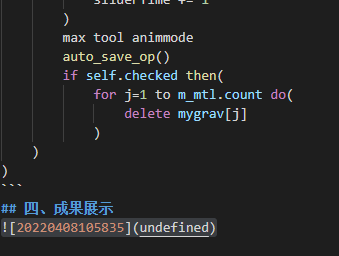 sliderTime += 1
)
max tool animmode
auto_save_op()
if self.checked then(
for j=1 to m_mtl.count do(
delete mygrav[j]
)
)
)
```
## 四、成果展示
![20220408105835](undefined)